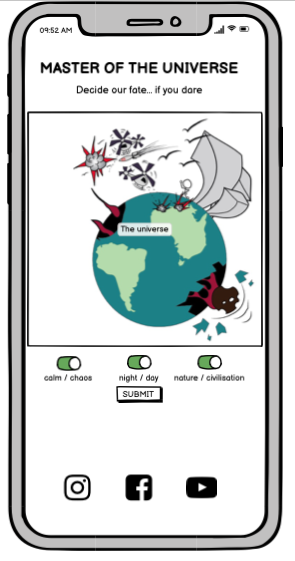 09:52 AM
MASTER OF THE UNIVERSE
Decide our fate... if you dare
The universe
calm / chaos
night / day
nature / civilisation
SUBMIT